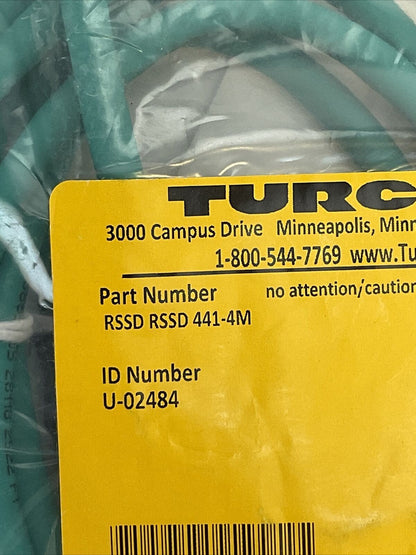 TURC
3000 Campus Drive Minneapolis, Minn
1-800-544-7769 www.Tu
Part Number no attention/caution
RSSD RSSD 441-4M
ID Number
U-02484